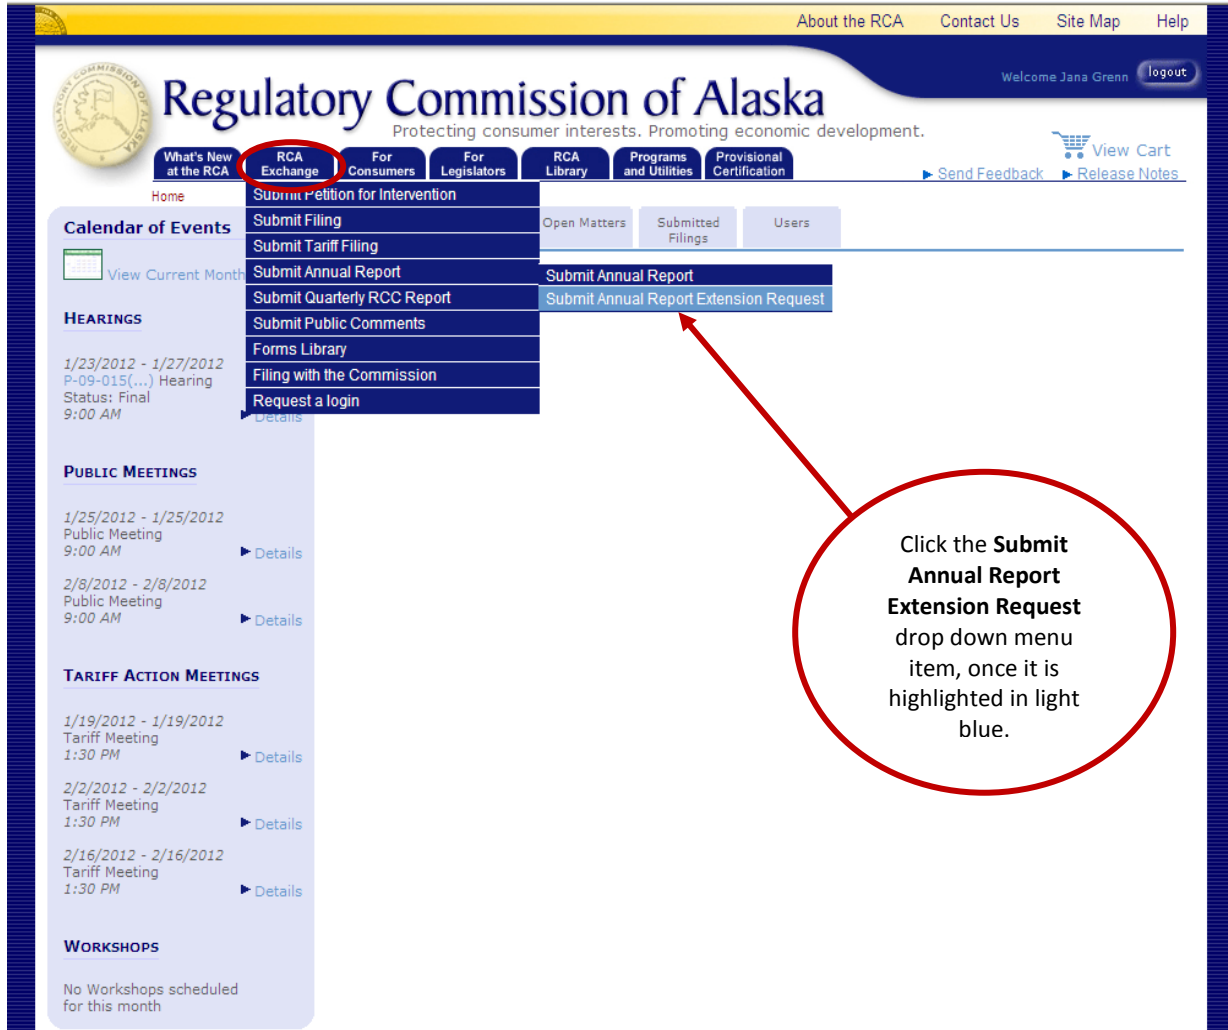 About the RCA Contact Us Site Map Help
Welcome Jana Grenn logout
Regulatory Commission of Alaska
Protecting consumer interests. Promoting economic development.
View Cart
Send Feedback Release Notes
What's New at the RCA
RCA Exchange
For Consumers
For Legislators
RCA Library
Programs and Utilities
Provisional Certification
Home
Submit Petition for Intervention
Submit Filing
Submit Tariff Filing
Submit Annual Report
Submit Quarterly RCC Report
Submit Public Comments
Forms Library
Filing with the Commission
Request a login
Submit Annual Report
Submit Annual Report Extension Request
Open Matters
Submitted Filings
Users
Calendar of Events
View Current Month
HEARINGS
1/23/2012 - 1/27/2012
P-09-015(...) Hearing
Status: Final
9:00 AM Details
PUBLIC MEETINGS
1/25/2012 - 1/25/2012
Public Meeting
9:00 AM Details
2/8/2012 - 2/8/2012
Public Meeting
9:00 AM Details
TARIFF ACTION MEETINGS
1/19/2012 - 1/19/2012
Tariff Meeting
1:30 PM Details
2/2/2012 - 2/2/2012
Tariff Meeting
1:30 PM Details
2/16/2012 - 2/16/2012
Tariff Meeting
1:30 PM Details
WORKSHOPS
No Workshops scheduled
for this month
Click the Submit
Annual Report
Extension Request
drop down menu
item, once it is
highlighted in light
blue.